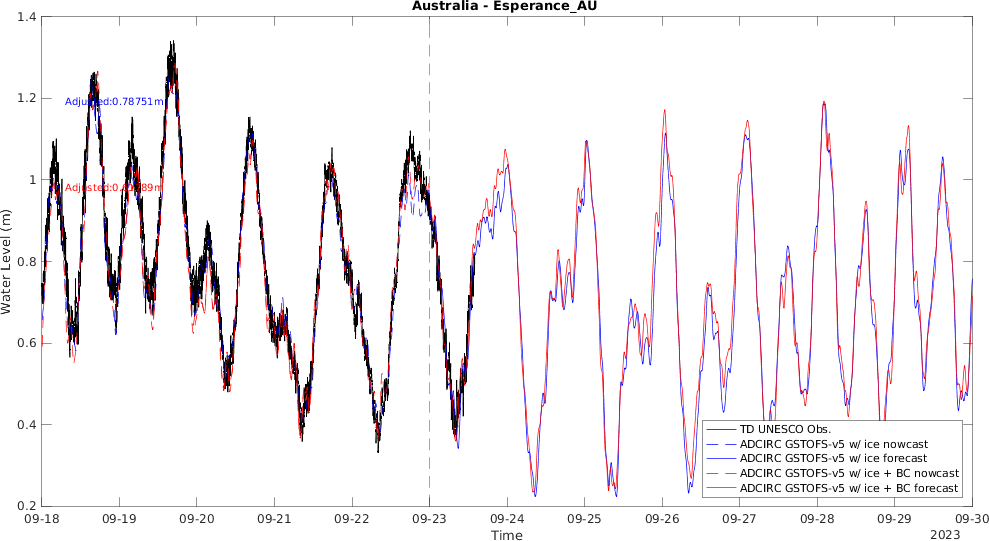 Australia - Esperance_AU
1.4
1.2
1
0.8
0.6
0.4
0.2
Water Level (m)
Adjusted:0.78751m
TD UNESCO Obs.
ADCIRC GSTOFS-v5 w/ ice nowcast
ADCIRC GSTOFS-v5 w/ ice forecast
ADCIRC GSTOFS-v5 w/ ice + BC nowcast
ADCIRC GSTOFS-v5 w/ ice + BC forecast
09-18 09-19 09-20 09-21 09-22 09-23 09-24 09-25 09-26 09-27 09-28 09-29 09-30
Time
2023